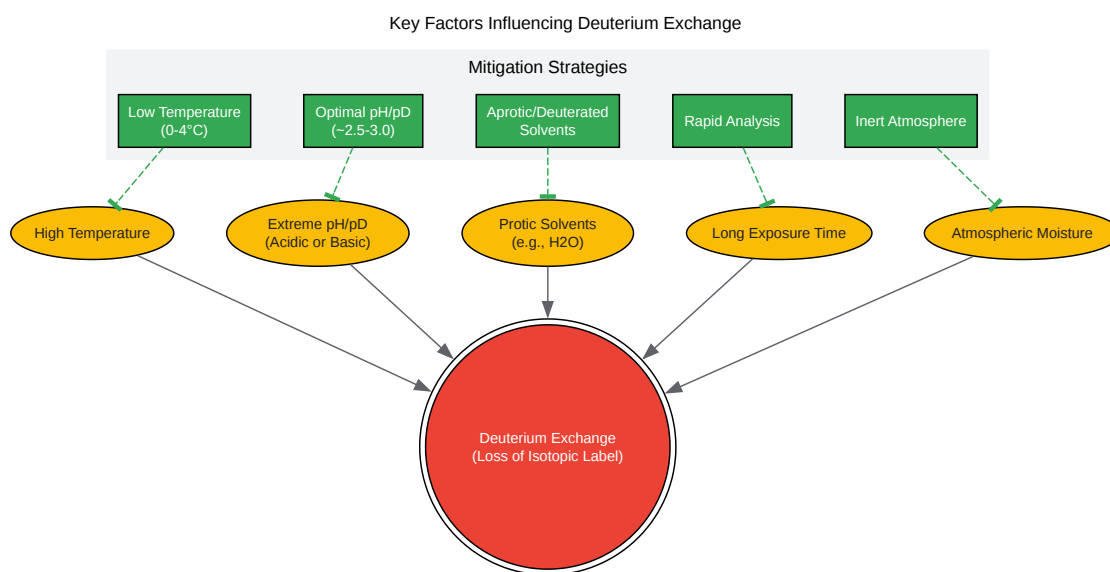 Key Factors Influencing Deuterium Exchange
Mitigation Strategies
Low Temperature
(0-4°C)
Optimal pH/pD
(~2.5-3.0)
Aprotic/Deuterated
Solvents
Rapid Analysis
Inert Atmosphere
High Temperature
Extreme pH/pD
(Acidic or Basic)
Protic Solvents
(e.g., H2O)
Long Exposure Time
Atmospheric Moisture
Deuterium Exchange
(Loss of Isotopic Label)